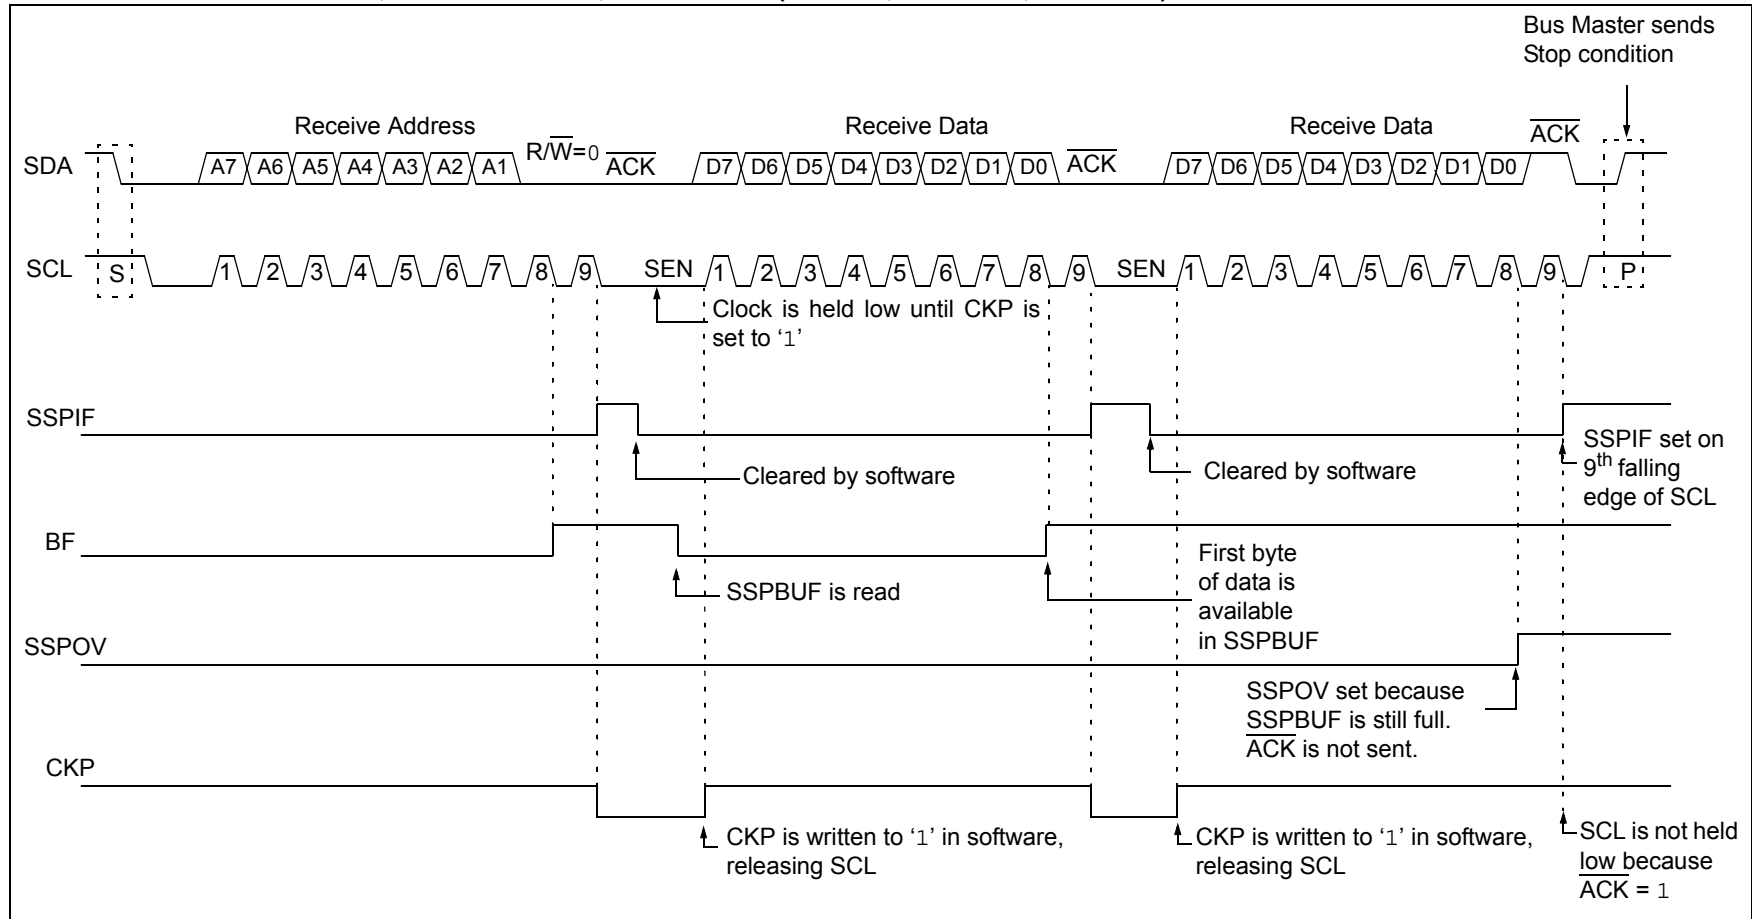 Bus Master sends
Stop condition
Receive Address
Receive Data
Receive Data
ACK
SDA
A7 A6 A5 A4 A3 A2 A1 R/W=0 ACK
D7 D6 D5 D4 D3 D2 D1 D0 ACK
D7 D6 D5 D4 D3 D2 D1 D0
SCL
S 1 2 3 4 5 6 7 8 9 SEN 1 2 3 4 5 6 7 8 9 SEN 1 2 3 4 5 6 7 8 9 P
Clock is held low until CKP is
set to ‘1’
SSPIF
Cleared by software
Cleared by software
SSPIF set on
9th falling
edge of SCL
BF
SSPBUF is read
First byte
of data is
available
in SSPBUF
SSPOV
SSPOV set because
SSPBUF is still full.
ACK is not sent.
CKP
CKP is written to ‘1’ in software,
releasing SCL
CKP is written to ‘1’ in software,
releasing SCL
SCL is not held
low because
ACK = 1